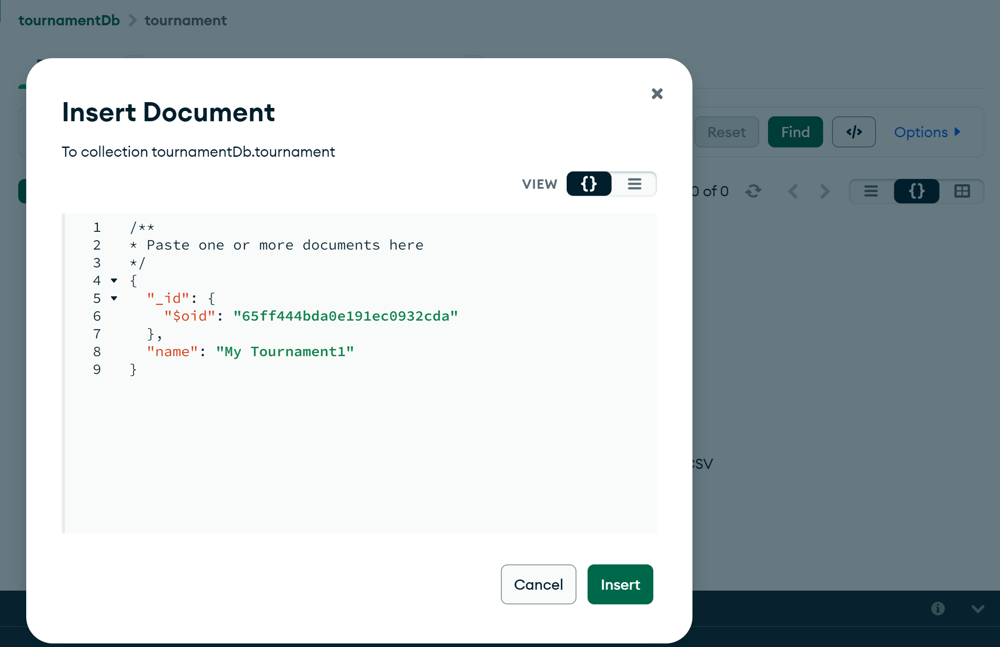 tournamentDb > tournament
Insert Document
To collection tournamentDb.tournament
Reset Find </> Options
VIEW {}
0 of 0 {}
1 /**
2 * Paste one or more documents here
3 */
4 {
5 "_id": {
6 "$oid": "65ff444bda0e191ec0932cda"
7 },
8 "name": "My Tournament1"
9 }
CSV
Cancel Insert